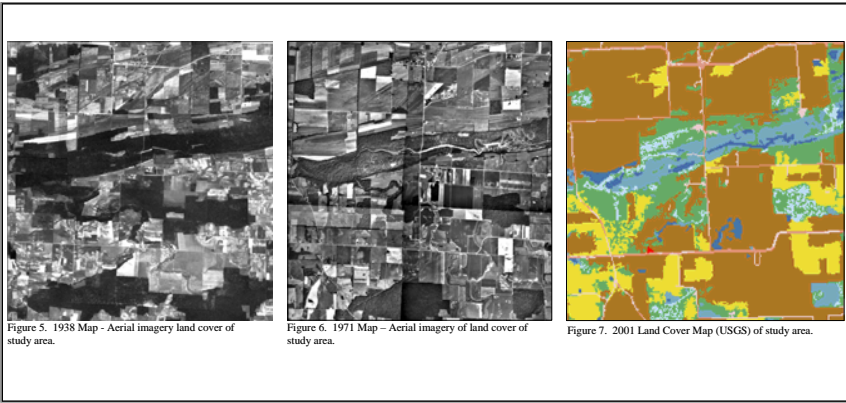 Figure 5.  1938 Map - Aerial imagery land cover of
study area.
Figure 6.  1971 Map – Aerial imagery of land cover of
study area.
Figure 7.  2001 Land Cover Map (USGS) of study area.